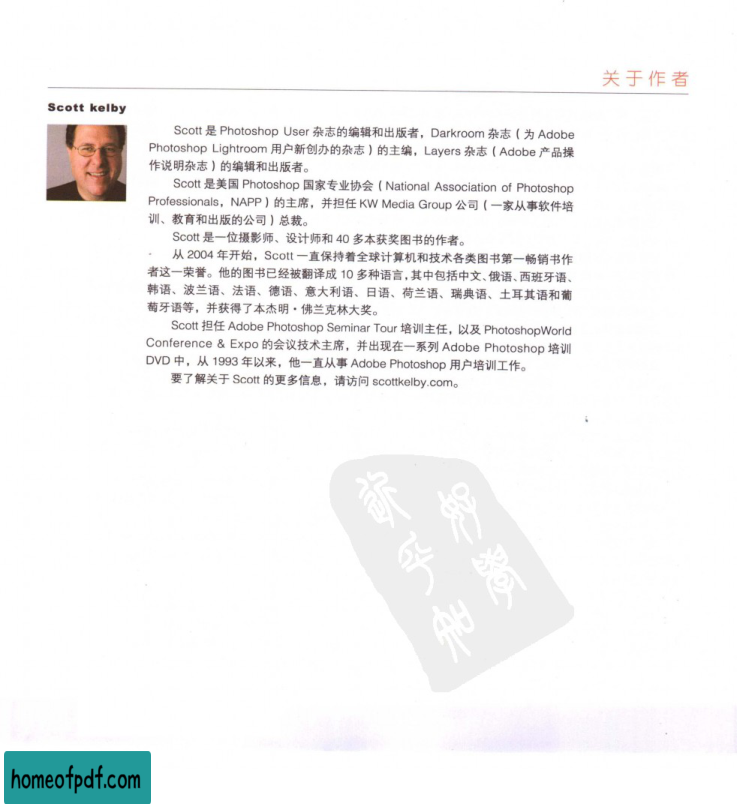 关于作者
Scott kelby
Scott 是 Photoshop User 杂志的编辑和出版者，Darkroom 杂志（为 Adobe
Photoshop Lightroom 用户新创办的杂志）的主编，Layers 杂志（Adobe 产品操
作说明杂志）的编辑和出版者。
Scott 是美国 Photoshop 国家专业协会（National Association of Photoshop
Professionals，NAPP）的主席，并担任 KW Media Group 公司（一家从事软件培
训、教育和出版的公司）总裁。
Scott 是一位摄影师、设计师和 40 多本获奖图书的作者。
从 2004 年开始，Scott 一直保持着全球计算机和技术各类图书第一畅销书作
者这一荣誉。他的图书已经被翻译成 10 多种语言，其中包括中文、俄语、西班牙语、
韩语、波兰语、法语、德语、意大利语、日语、荷兰语、瑞典语、土耳其语和葡
萄牙语等，并获得了本杰明·佛兰克林大奖。
Scott 担任 Adobe Photoshop Seminar Tour 培训主任，以及 PhotoshopWorld
Conference & Expo 的会议技术主席，并出现在一系列 Adobe Photoshop 培训
DVD 中，从 1993 年以来，他一直从事 Adobe Photoshop 用户培训工作。
要了解关于 Scott 的更多信息，请访问 scottkelby.com。
好學
homeofpdf.com